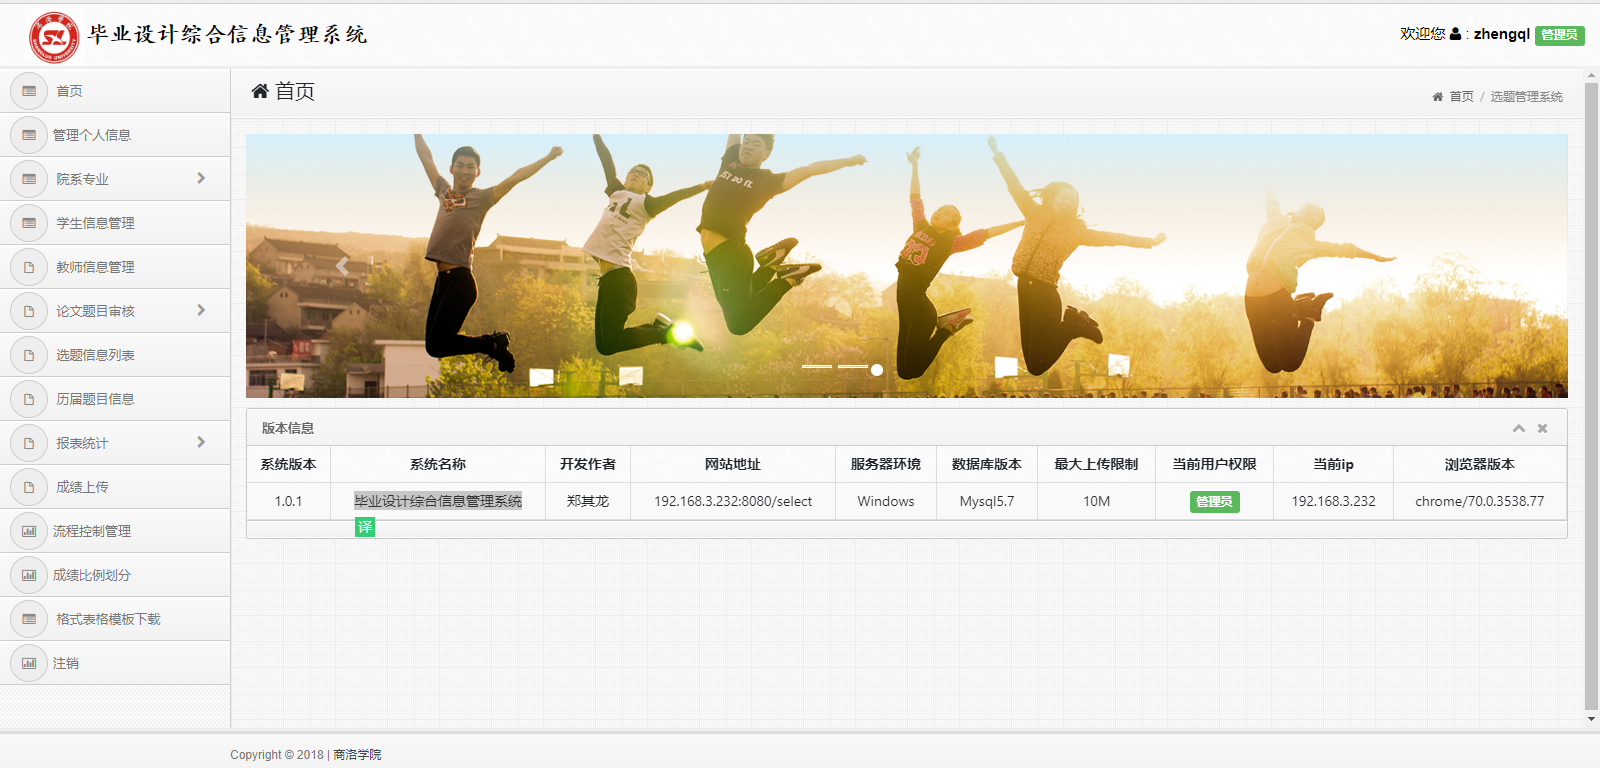 毕业设计综合信息管理系统
欢迎您 : zhengql 管理员
首页
管理个人信息
院系专业
学生信息管理
教师信息管理
论文题目审核
选题信息列表
历届题目信息
报表统计
成绩上传
流程控制管理
成绩比例划分
格式表格模板下载
注销
首页
首页 / 选题管理系统
JUST DO IT
版本信息
系统版本 系统名称 开发作者 网站地址 服务器环境 数据库版本 最大上传限制 当前用户权限 当前ip 浏览器版本
1.0.1 毕业设计综合信息管理系统 郑其龙 192.168.3.232:8080/select Windows Mysql5.7 10M 管理员 192.168.3.232 chrome/70.0.3538.77
译
Copyright © 2018 | 商洛学院